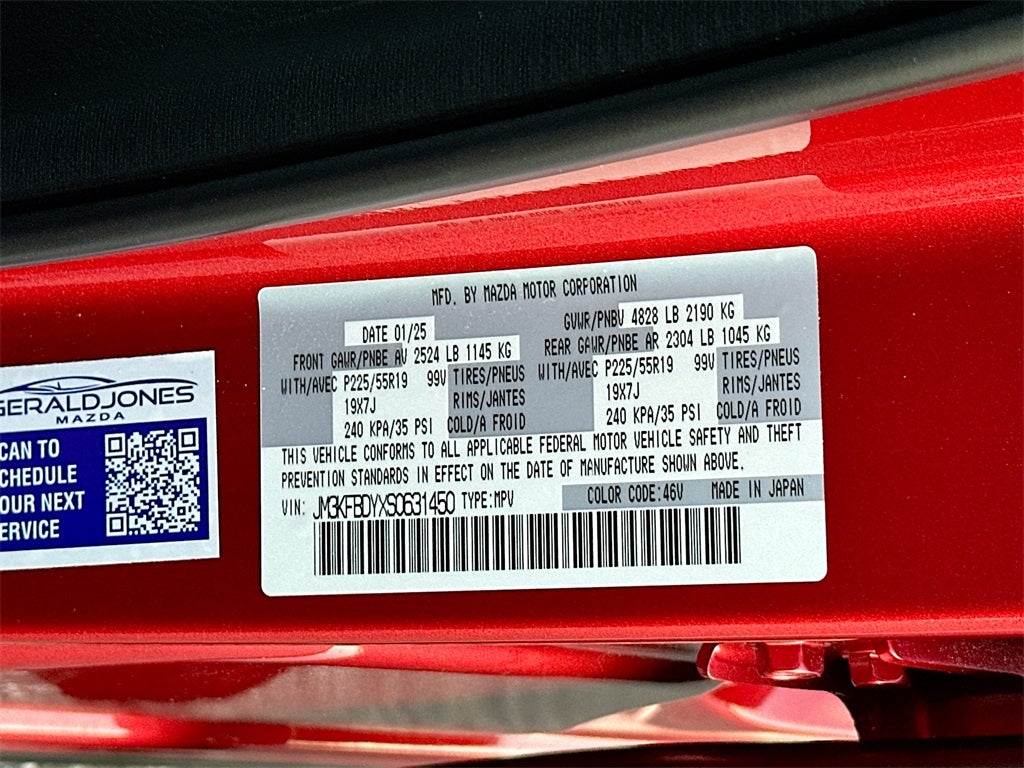 MFD. BY MAZDA MOTOR CORPORATION
DATE 01/25 GVWR/PNBV 4828 LB 2190 KG
FRONT GAWR/PNBE AV 2524 LB 1145 KG REAR GAWR/PNBE AR 2304 LB 1045 KG
WITH/AVEC P225/55R19 99V TIRES/PNEUS WITH/AVEC P225/55R19 99V TIRES/PNEUS
19X7J RIMS/JANTES 19X7J RIMS/JANTES
240 KPA/35 PSI COLD/A FROID 240 KPA/35 PSI COLD/A FROID
THIS VEHICLE CONFORMS TO ALL APPLICABLE FEDERAL MOTOR VEHICLE SAFETY AND THEFT
PREVENTION STANDARDS IN EFFECT ON THE DATE OF MANUFACTURE SHOWN ABOVE.
VIN: JM3KFBDYXS0631450 TYPE:MPV COLOR CODE:46V MADE IN JAPAN
GERALDJONES
MAZDA
CAN TO
CHEDULE
OUR NEXT
ERVICE